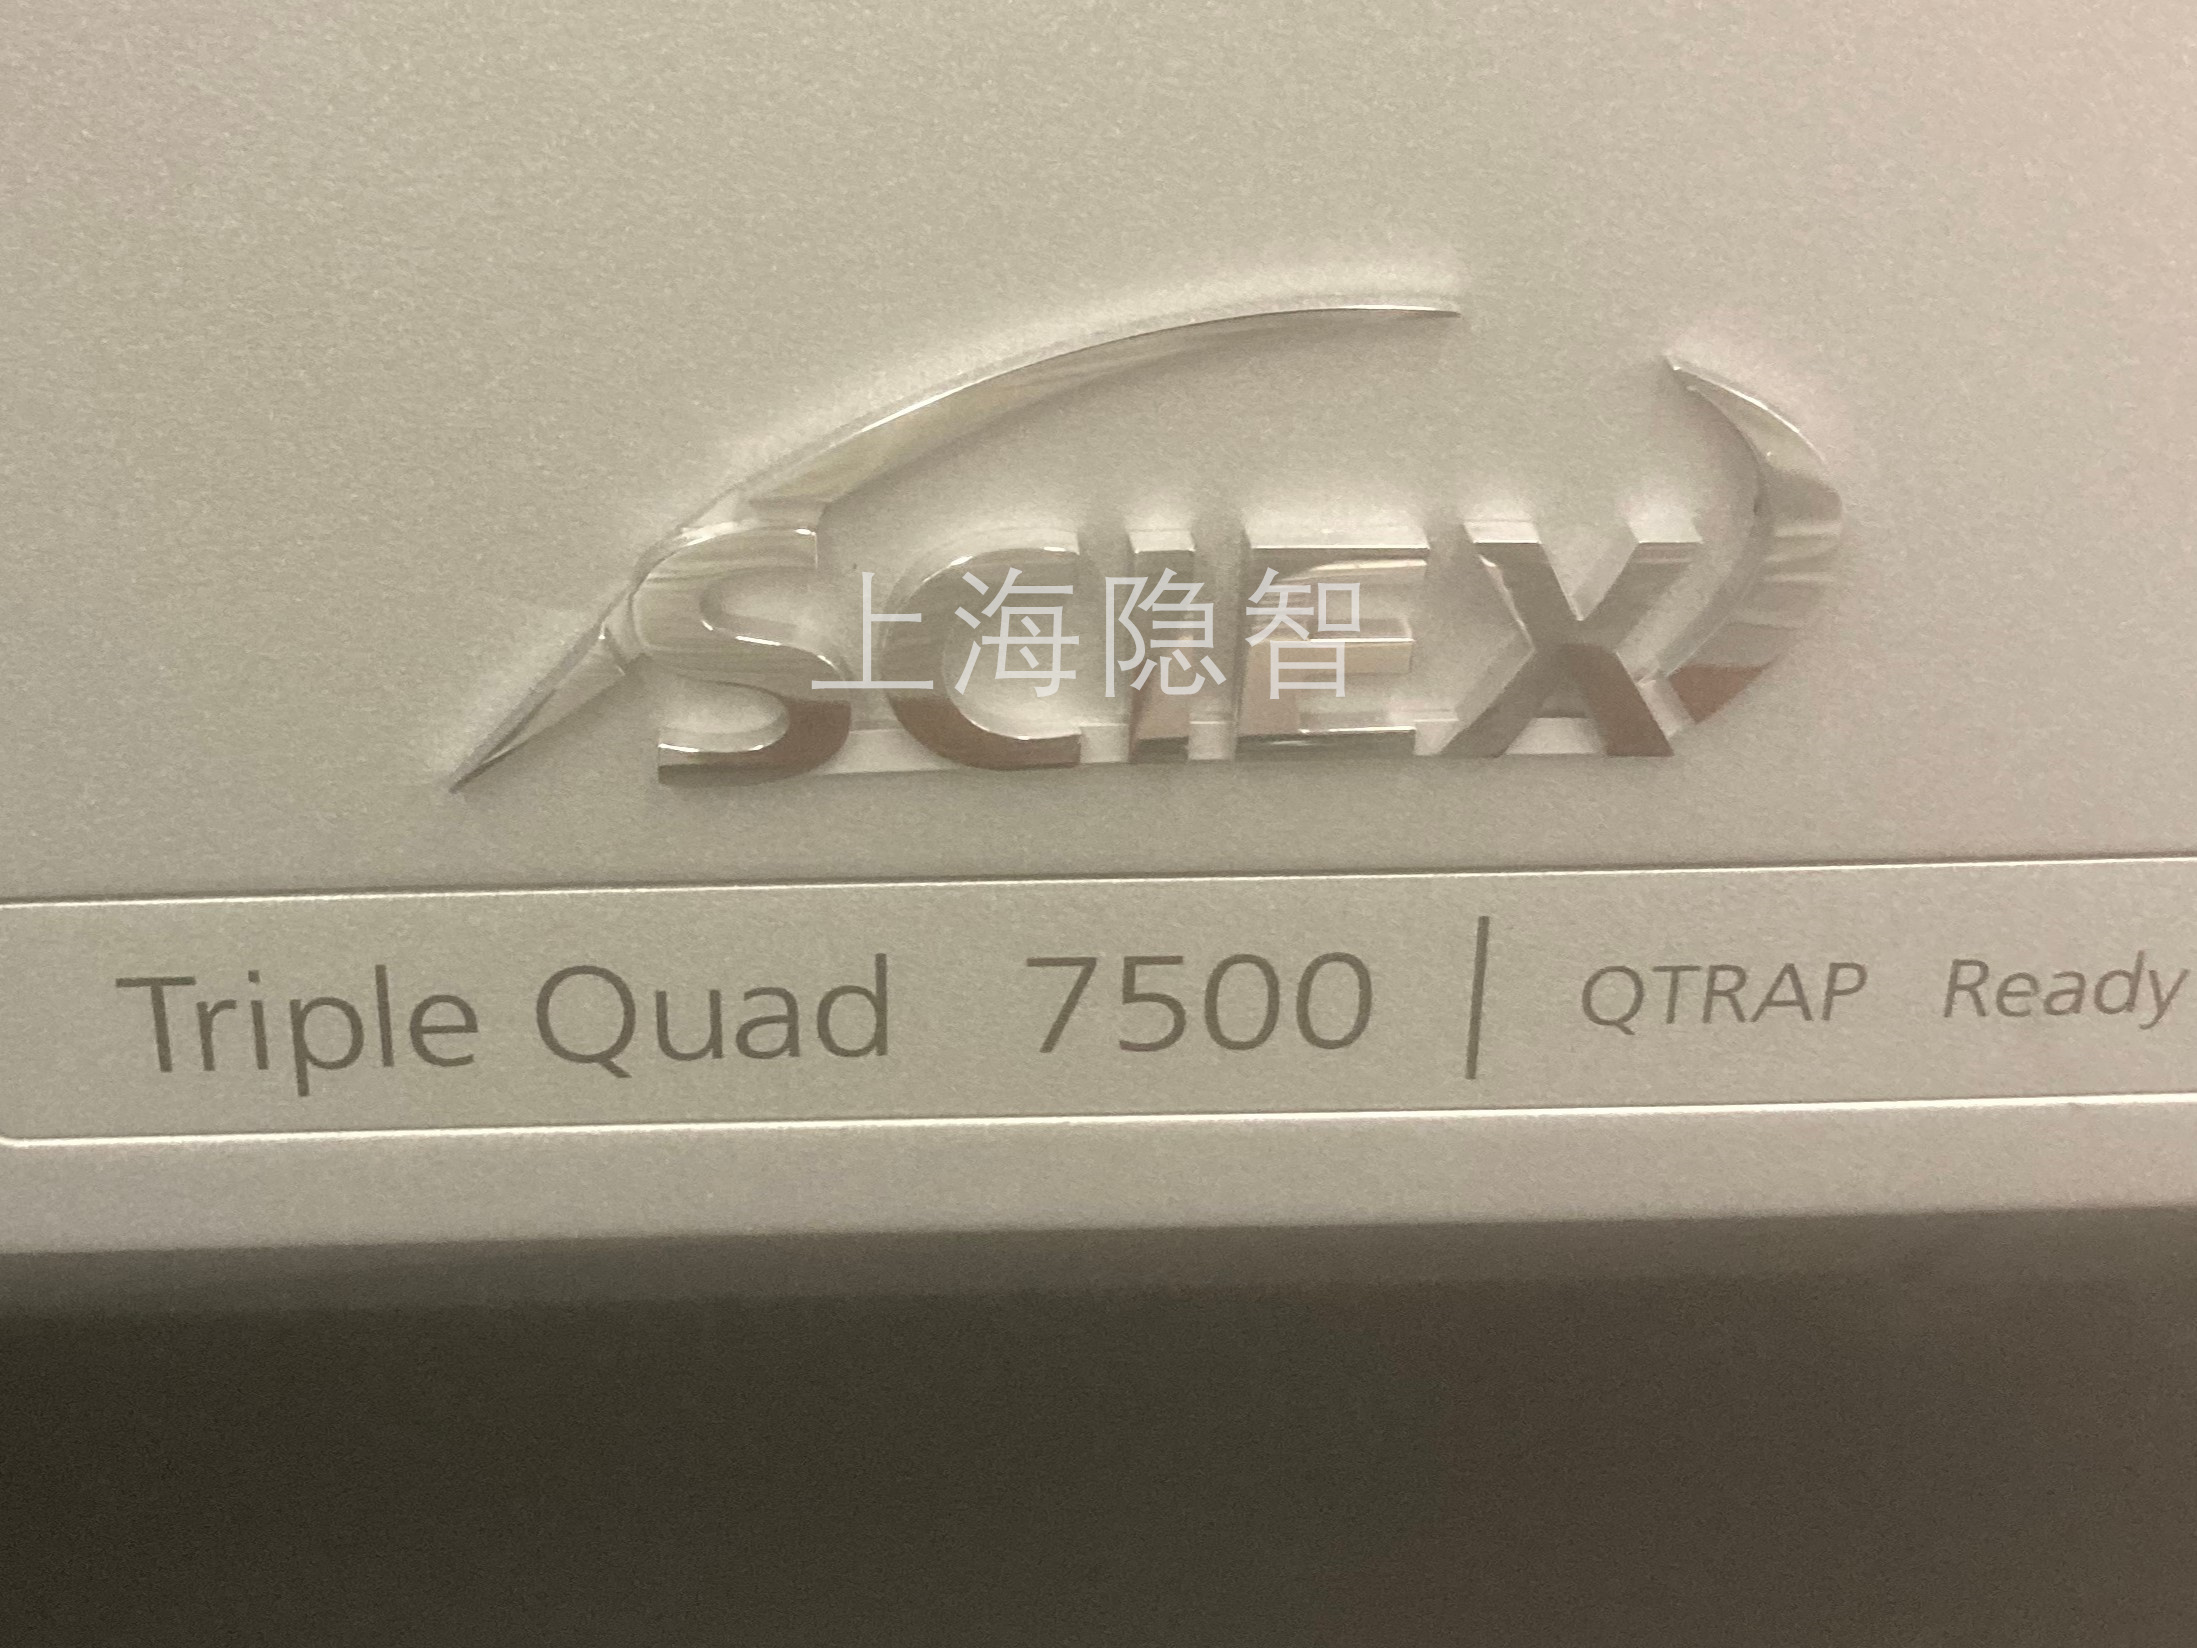 SCIEX
上海隐智
Triple Quad 7500 | QTRAP Ready